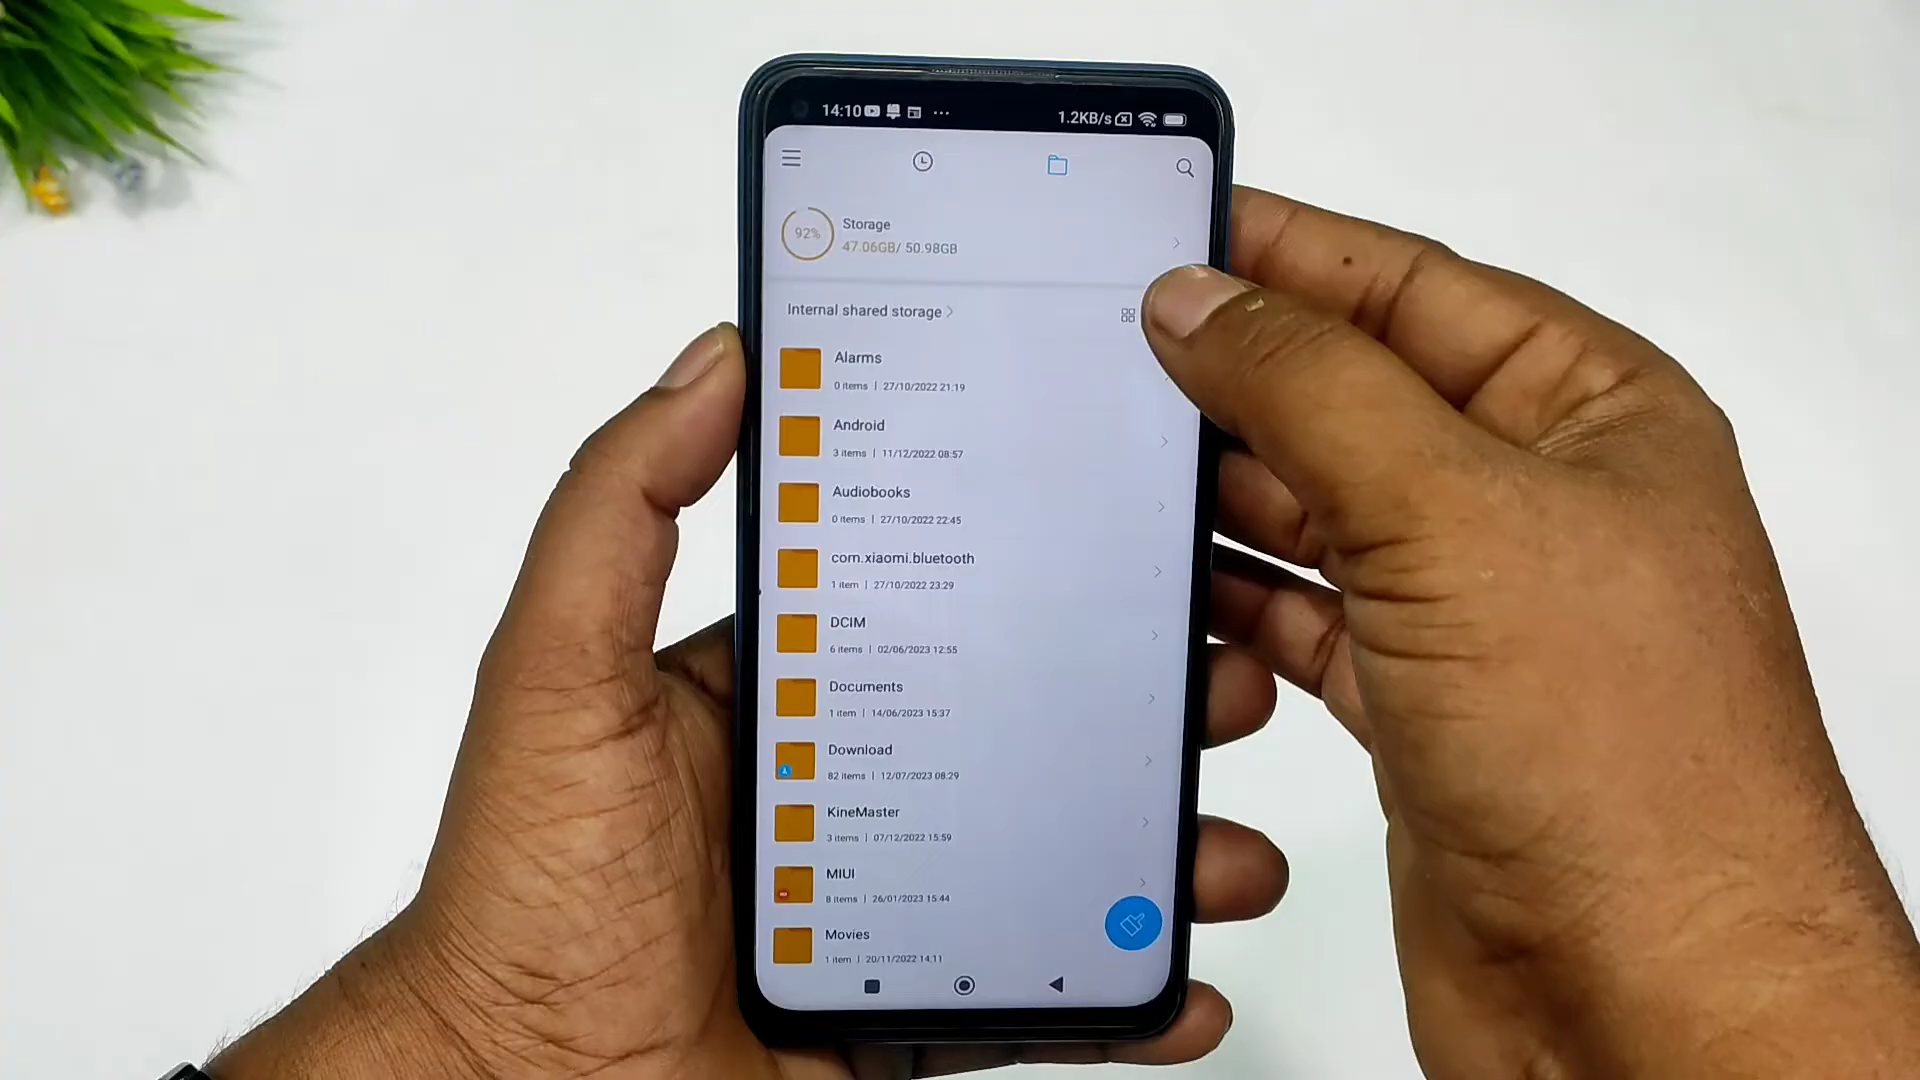 14:10 ... 1.2KB/s
92%
Storage
47.06GB/ 50.98GB
Internal shared storage
Alarms
0 items | 27/10/2022 21:19
Android
3 items | 11/12/2022 08:57
Audiobooks
0 items | 27/10/2022 22:45
com.xiaomi.bluetooth
1 item | 27/10/2022 23:29
DCIM
6 items | 02/06/2023 12:55
Documents
1 item | 14/06/2023 15:37
Download
82 items | 12/07/2023 08:29
KineMaster
3 items | 07/12/2022 15:59
MIUI
8 items | 26/01/2023 15:44
Movies
1 item | 20/11/2022 14:11